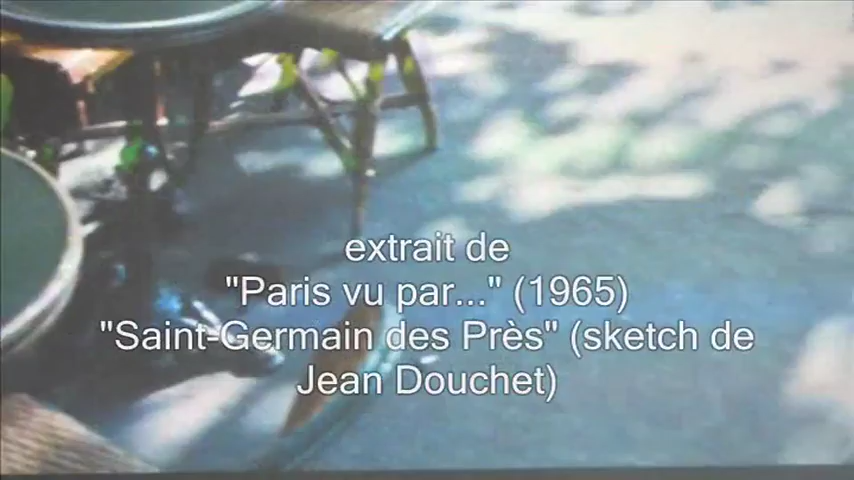 extrait de
"Paris vu par..." (1965)
"Saint-Germain des Près" (sketch de
Jean Douchet)